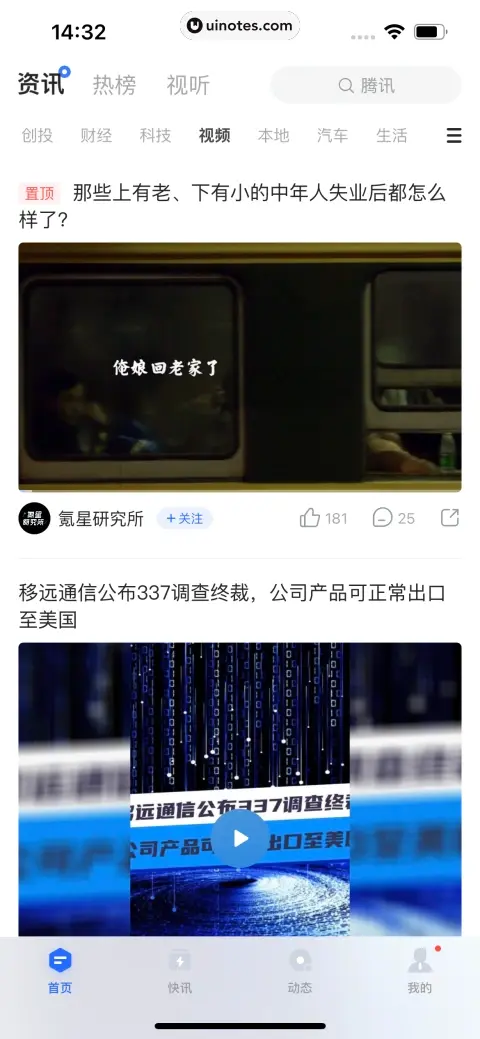 14:32
uinotes.com
资讯 热榜 视听 腾讯
创投 财经 科技 视频 本地 汽车 生活
置顶 那些上有老、下有小的中年人失业后都怎么
样了?
俺娘回老家了
氪星研究所
氪星研究所 +关注 181 25
移远通信公布337调查终裁，公司产品可正常出口
至美国
移远通信公布337调查终裁
公司产品可 出口至美国
首页 快讯 动态 我的